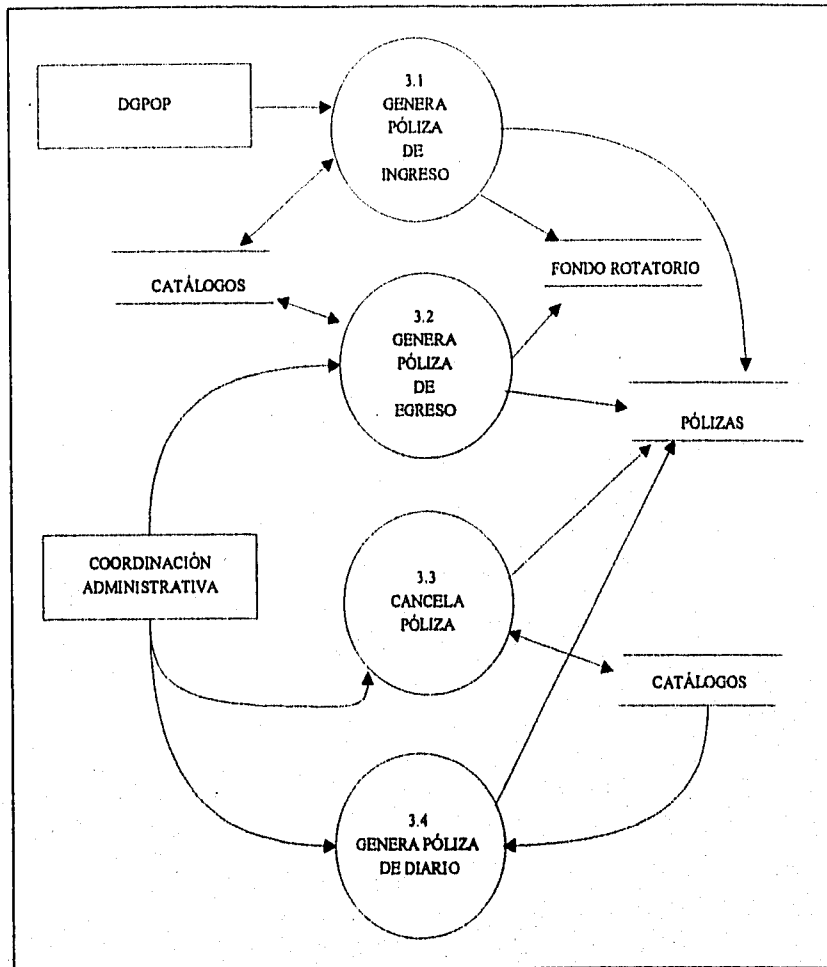 DGPOP
3.1
GENERA
PÓLIZA
DE
INGRESO
CATÁLOGOS
FONDO ROTATORIO
3.2
GENERA
PÓLIZA
DE
EGRESO
PÓLIZAS
COORDINACIÓN
ADMINISTRATIVA
3.3
CANCELA
PÓLIZA
CATÁLOGOS
3.4
GENERA PÓLIZA
DE DIARIO